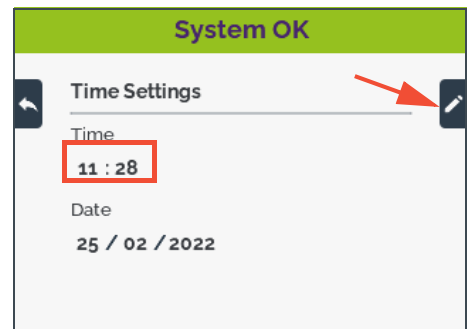 System OK
Time Settings
Time
11 : 28
Date
25 / 02 / 2022